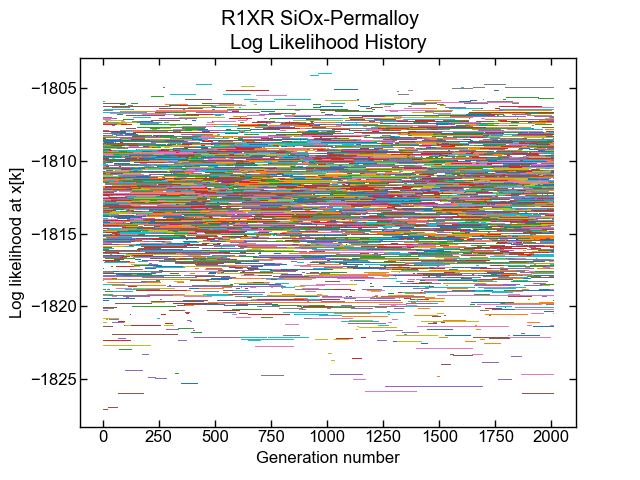 R1XR SiOx-Permalloy
Log Likelihood History
Log likelihood at x[k]
−1805
−1810
−1815
−1820
−1825
0 250 500 750 1000 1250 1500 1750 2000
Generation number